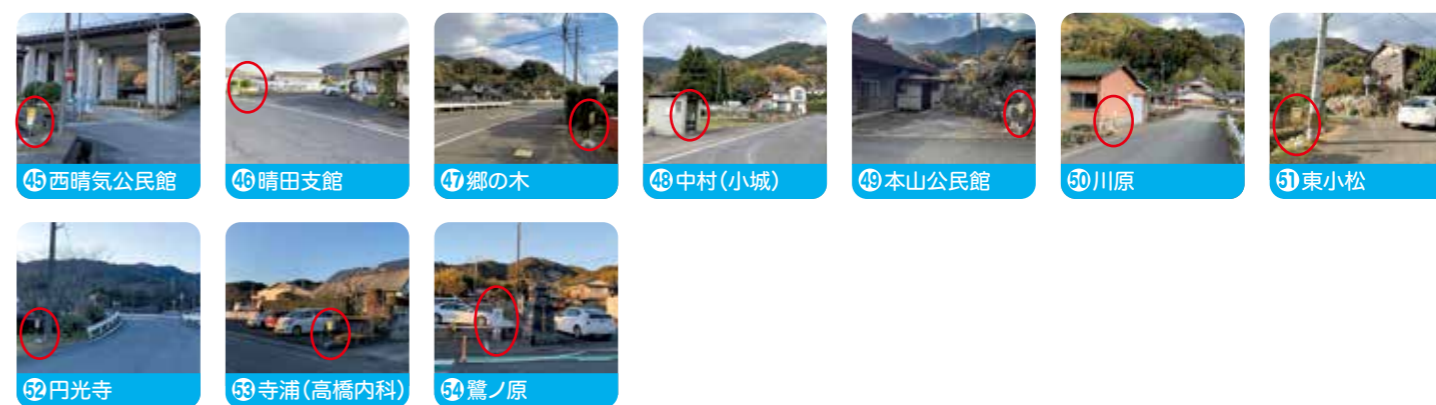 ㊺西晴気公民館
㊻晴田支館
㊼郷の木
㊽中村(小城)
㊾本山公民館
㊿川原
51東小松
52円光寺
53寺浦(高橋内科)
54鷺ノ原